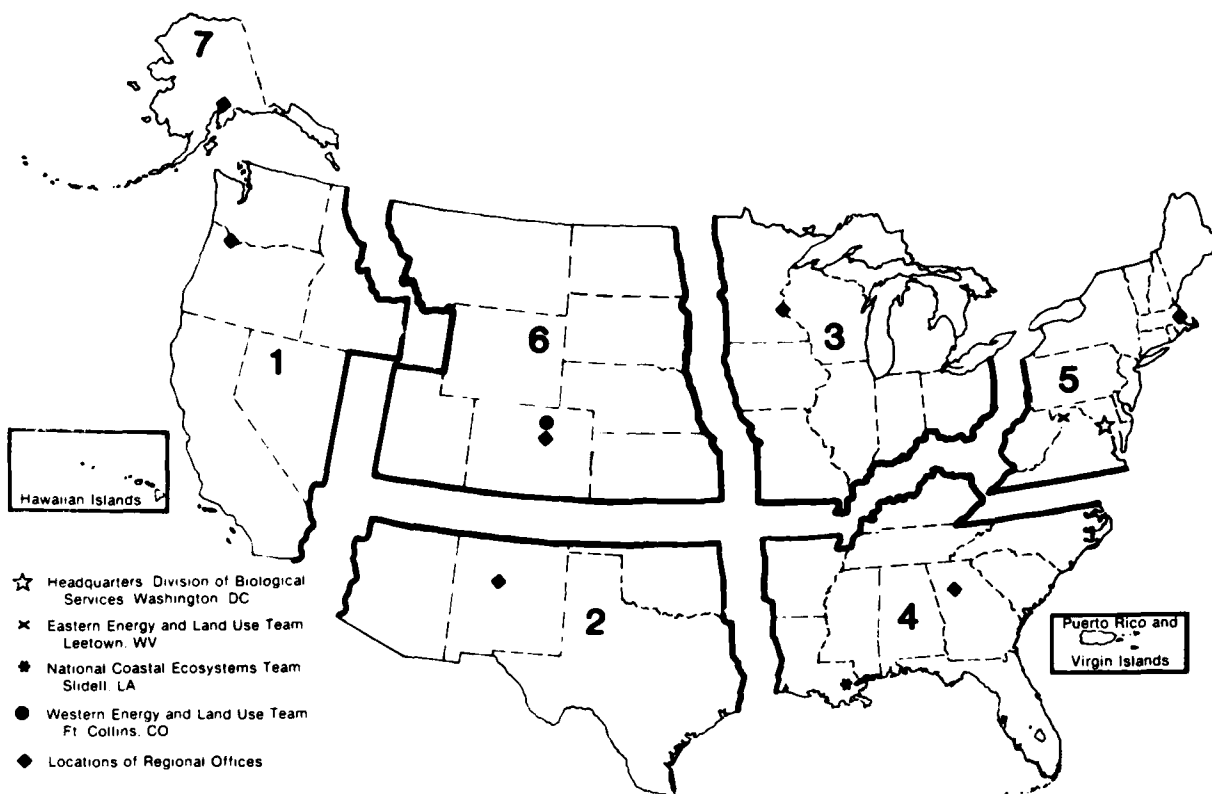 7
6
3
1
5
Hawaiian Islands
4
2
Puerto Rico and
Virgin Islands
Headquarters Division of Biological
Services Washington DC
Eastern Energy and Land Use Team
Leetown, WV
National Coastal Ecosystems Team
Slidell LA
Western Energy and Land Use Team
Ft Collins, CO
Locations of Regional Offices